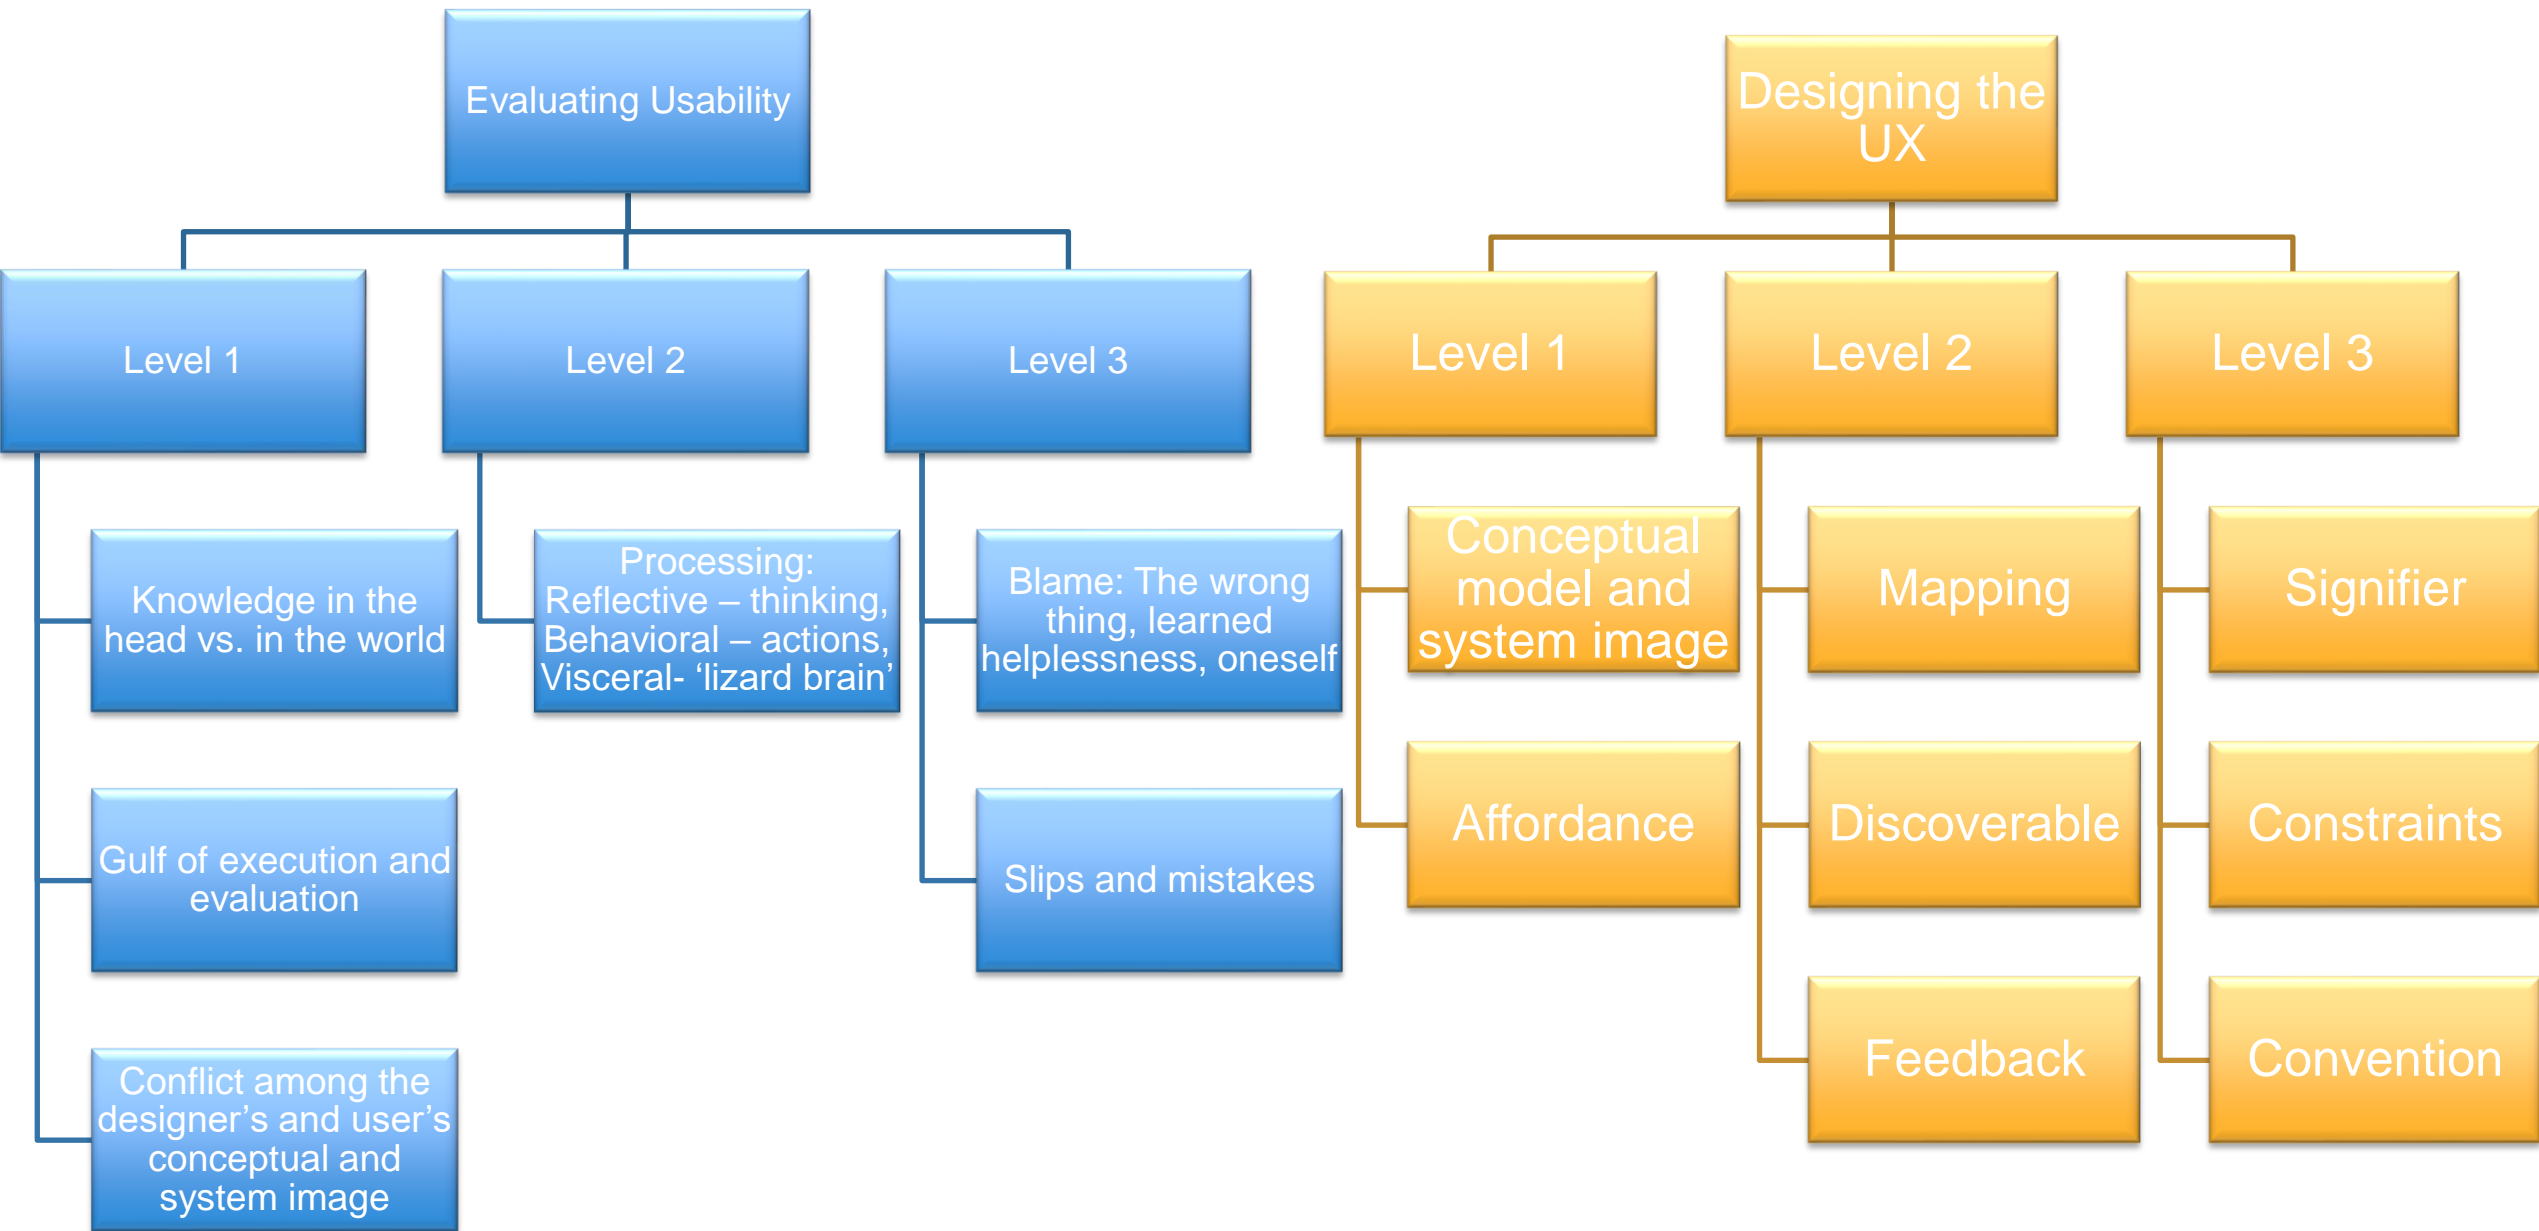 Evaluating Usability
Level 1
Knowledge in the
head vs. in the world
Gulf of execution and
evaluation
Conflict among the
designer’s and user’s
conceptual and
system image
Level 2
Processing:
Reflective – thinking,
Behavioral – actions,
Visceral- ‘lizard brain’
Level 3
Blame: The wrong
thing, learned
helplessness, oneself
Slips and mistakes
Designing the
UX
Level 1
Conceptual
model and
system image
Affordance
Level 2
Mapping
Discoverable
Feedback
Level 3
Signifier
Constraints
Convention